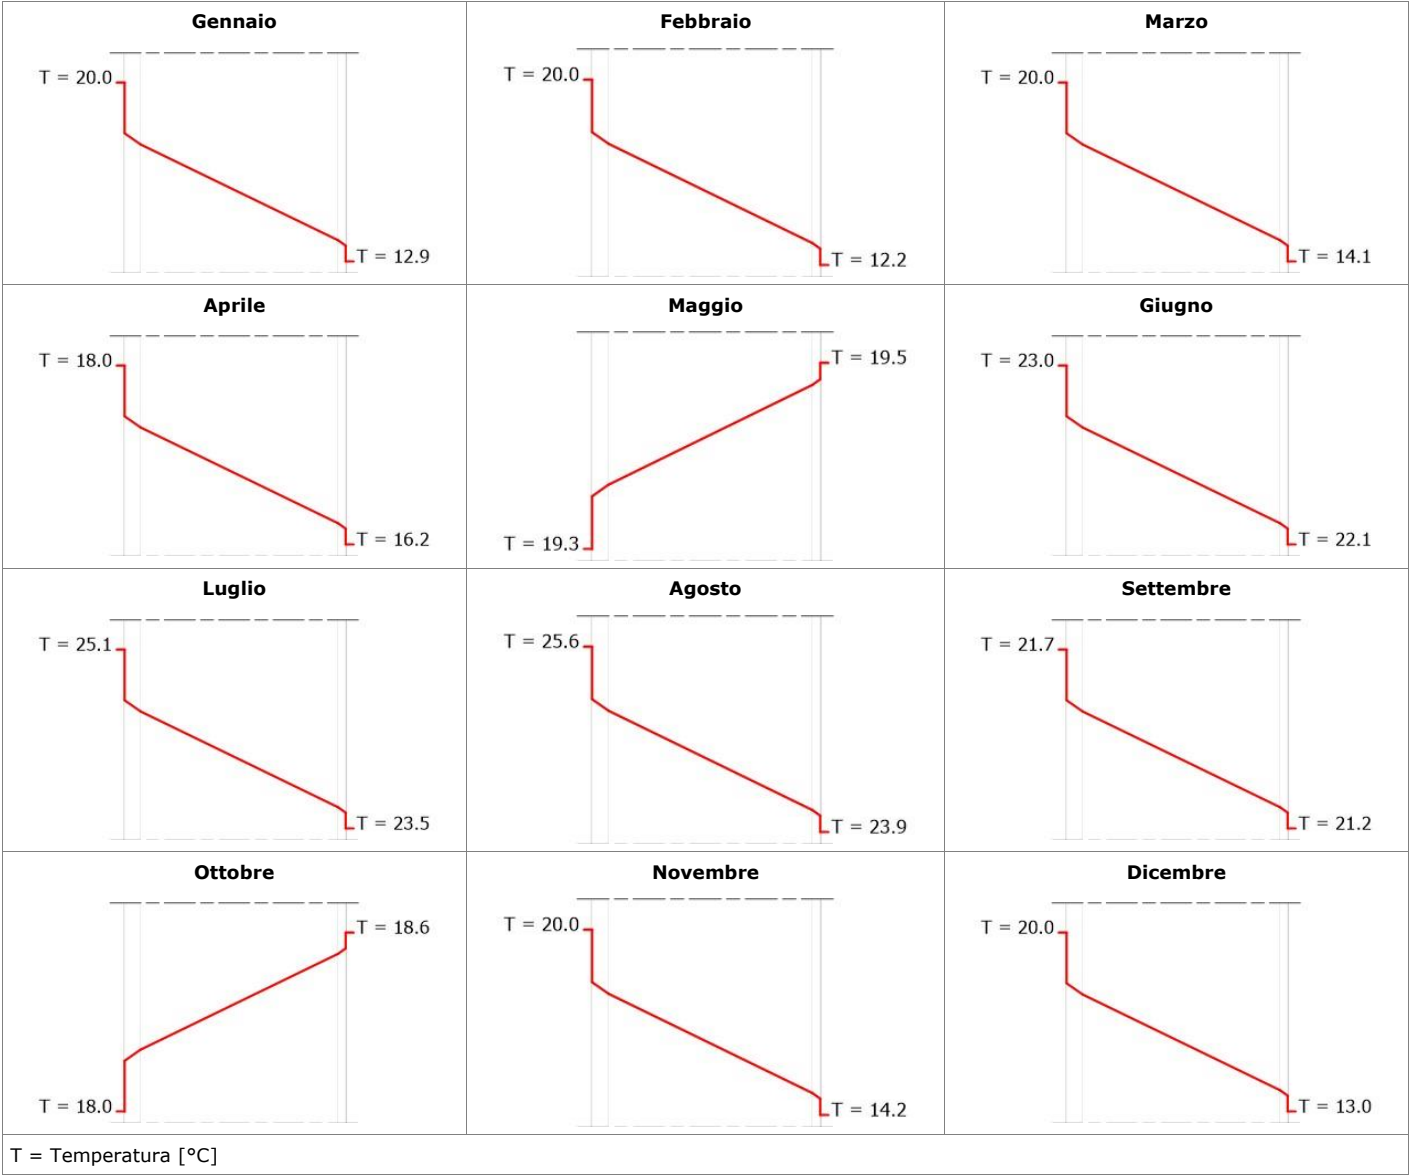 Gennaio
T = 20.0
T = 12.9
Febbraio
T = 20.0
T = 12.2
Marzo
T = 20.0
T = 14.1
Aprile
T = 18.0
T = 16.2
Maggio
T = 19.5
T = 19.3
Giugno
T = 23.0
T = 22.1
Luglio
T = 25.1
T = 23.5
Agosto
T = 25.6
T = 23.9
Settembre
T = 21.7
T = 21.2
Ottobre
T = 18.6
T = 18.0
Novembre
T = 20.0
T = 14.2
Dicembre
T = 20.0
T = 13.0
T = Temperatura [°C]